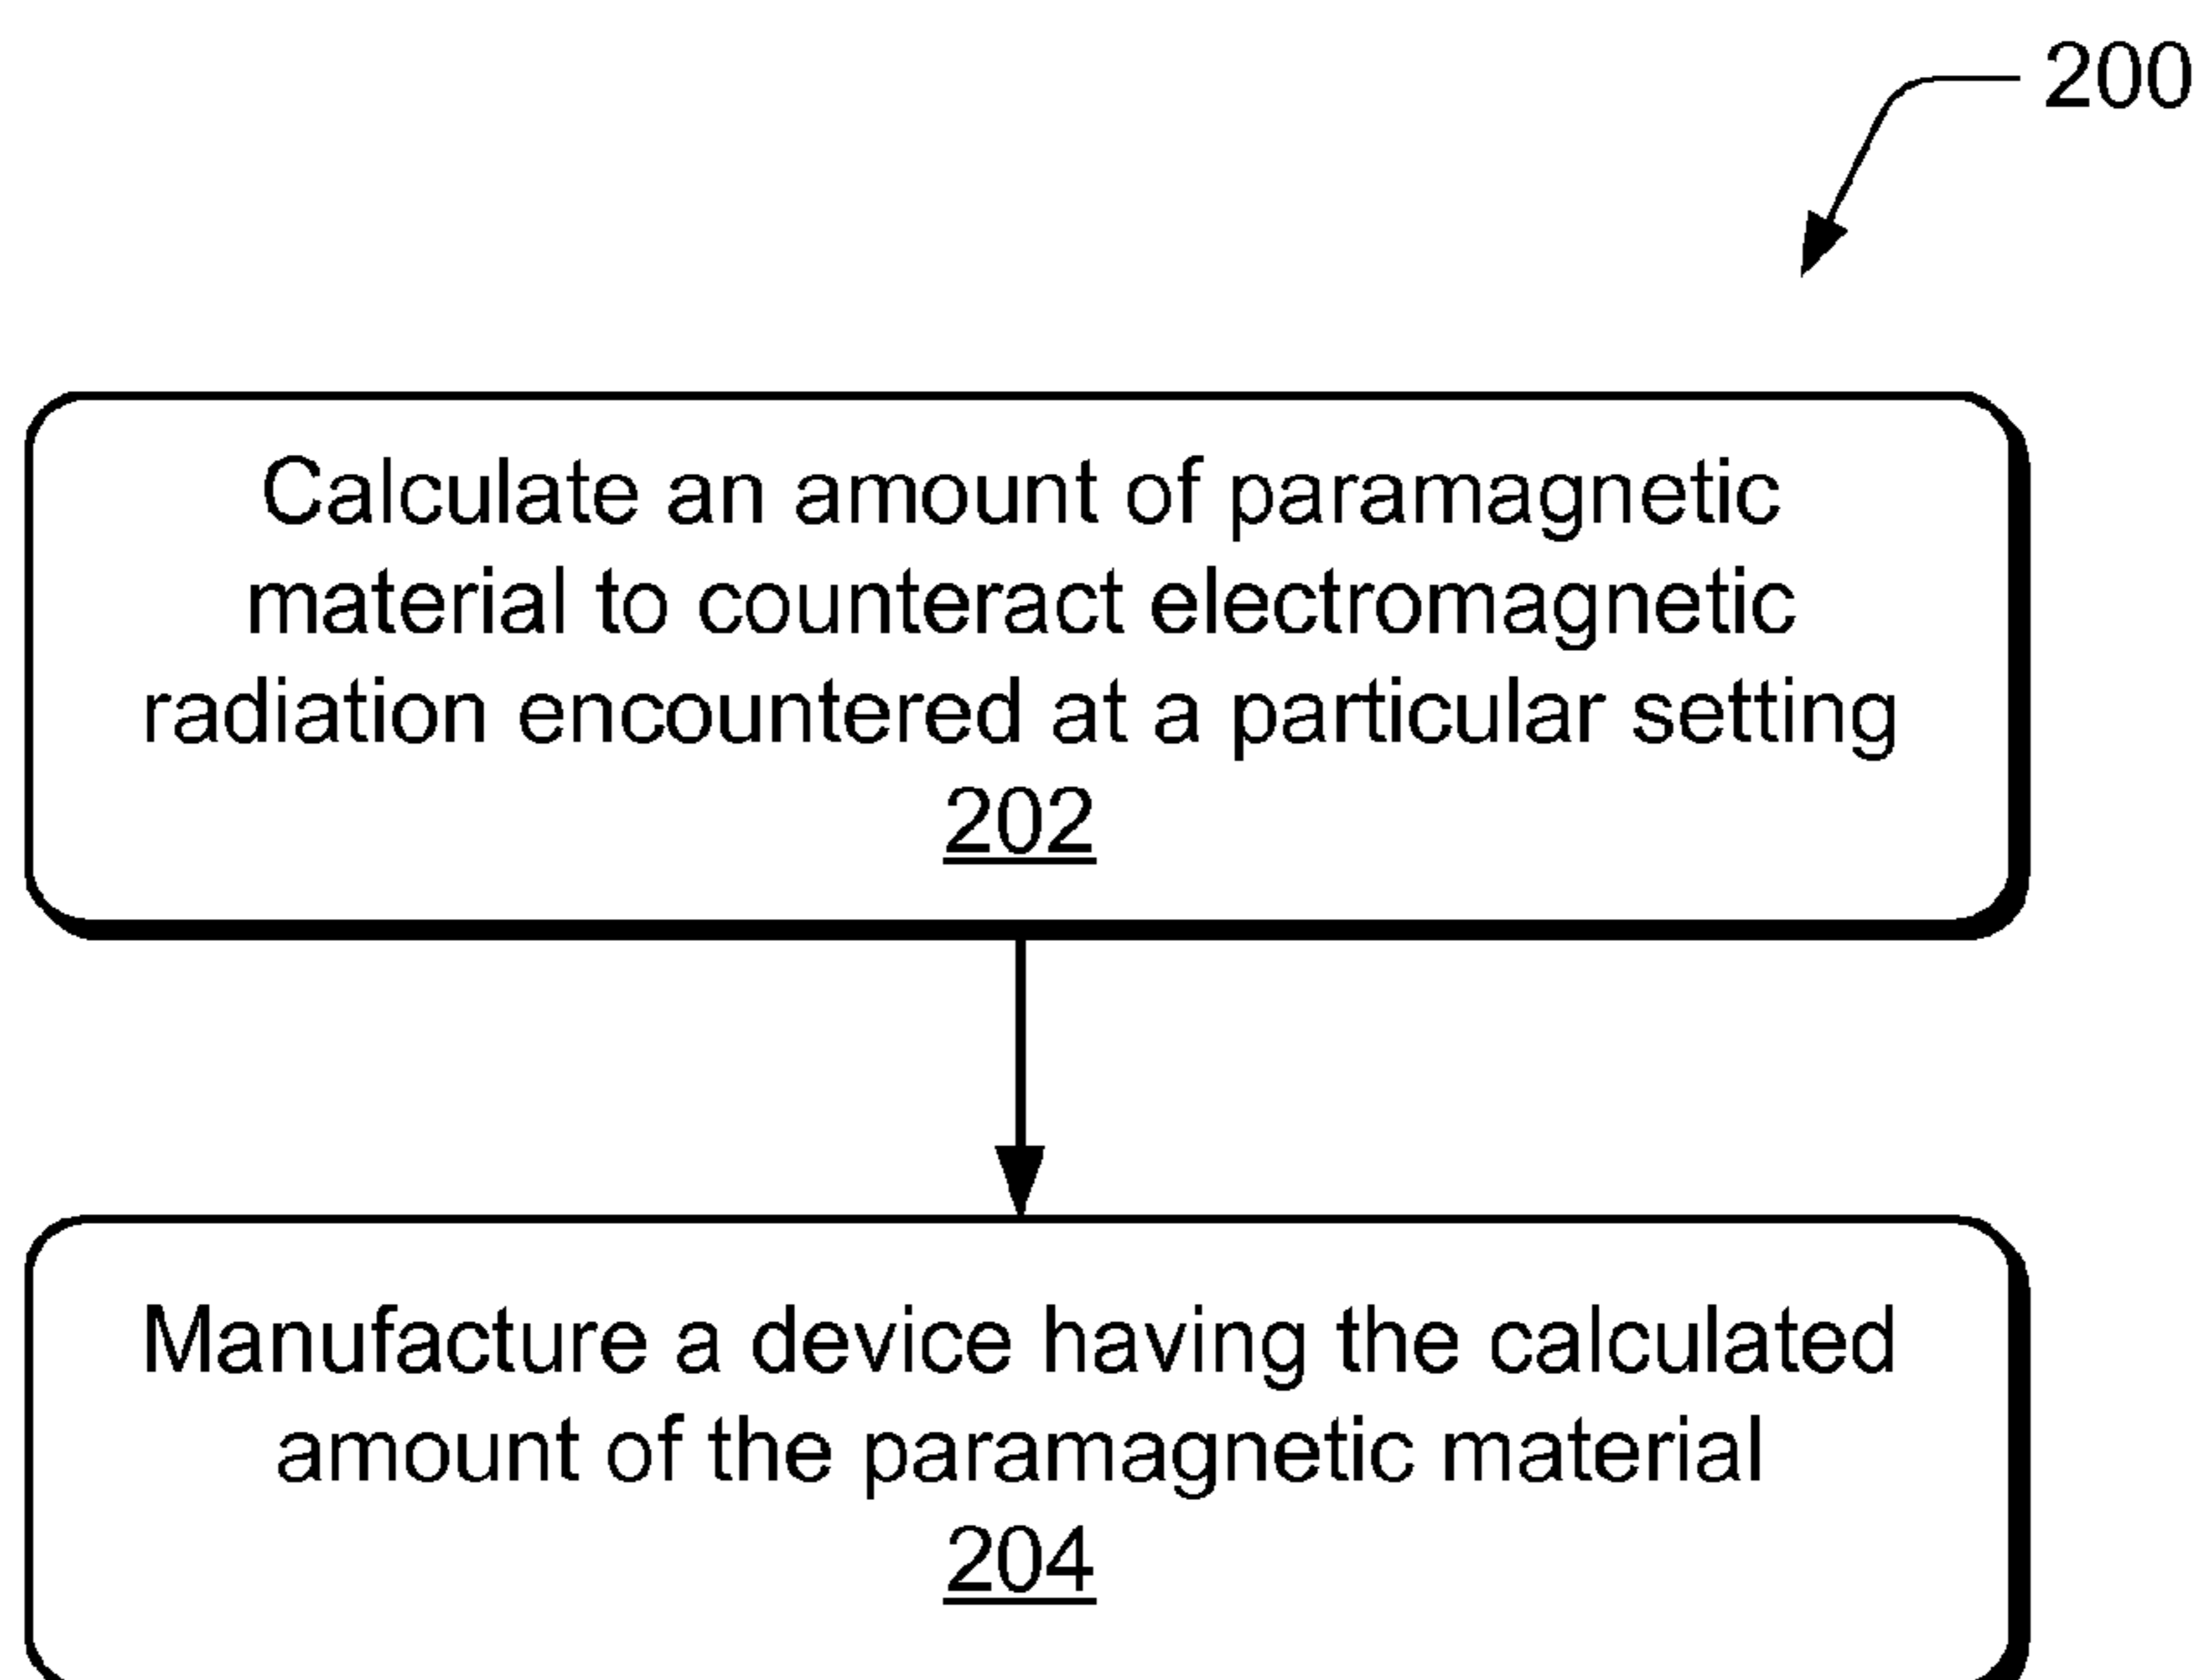 200
Calculate an amount of paramagnetic
material to counteract electromagnetic
radiation encountered at a particular setting
202
Manufacture a device having the calculated
amount of the paramagnetic material
204